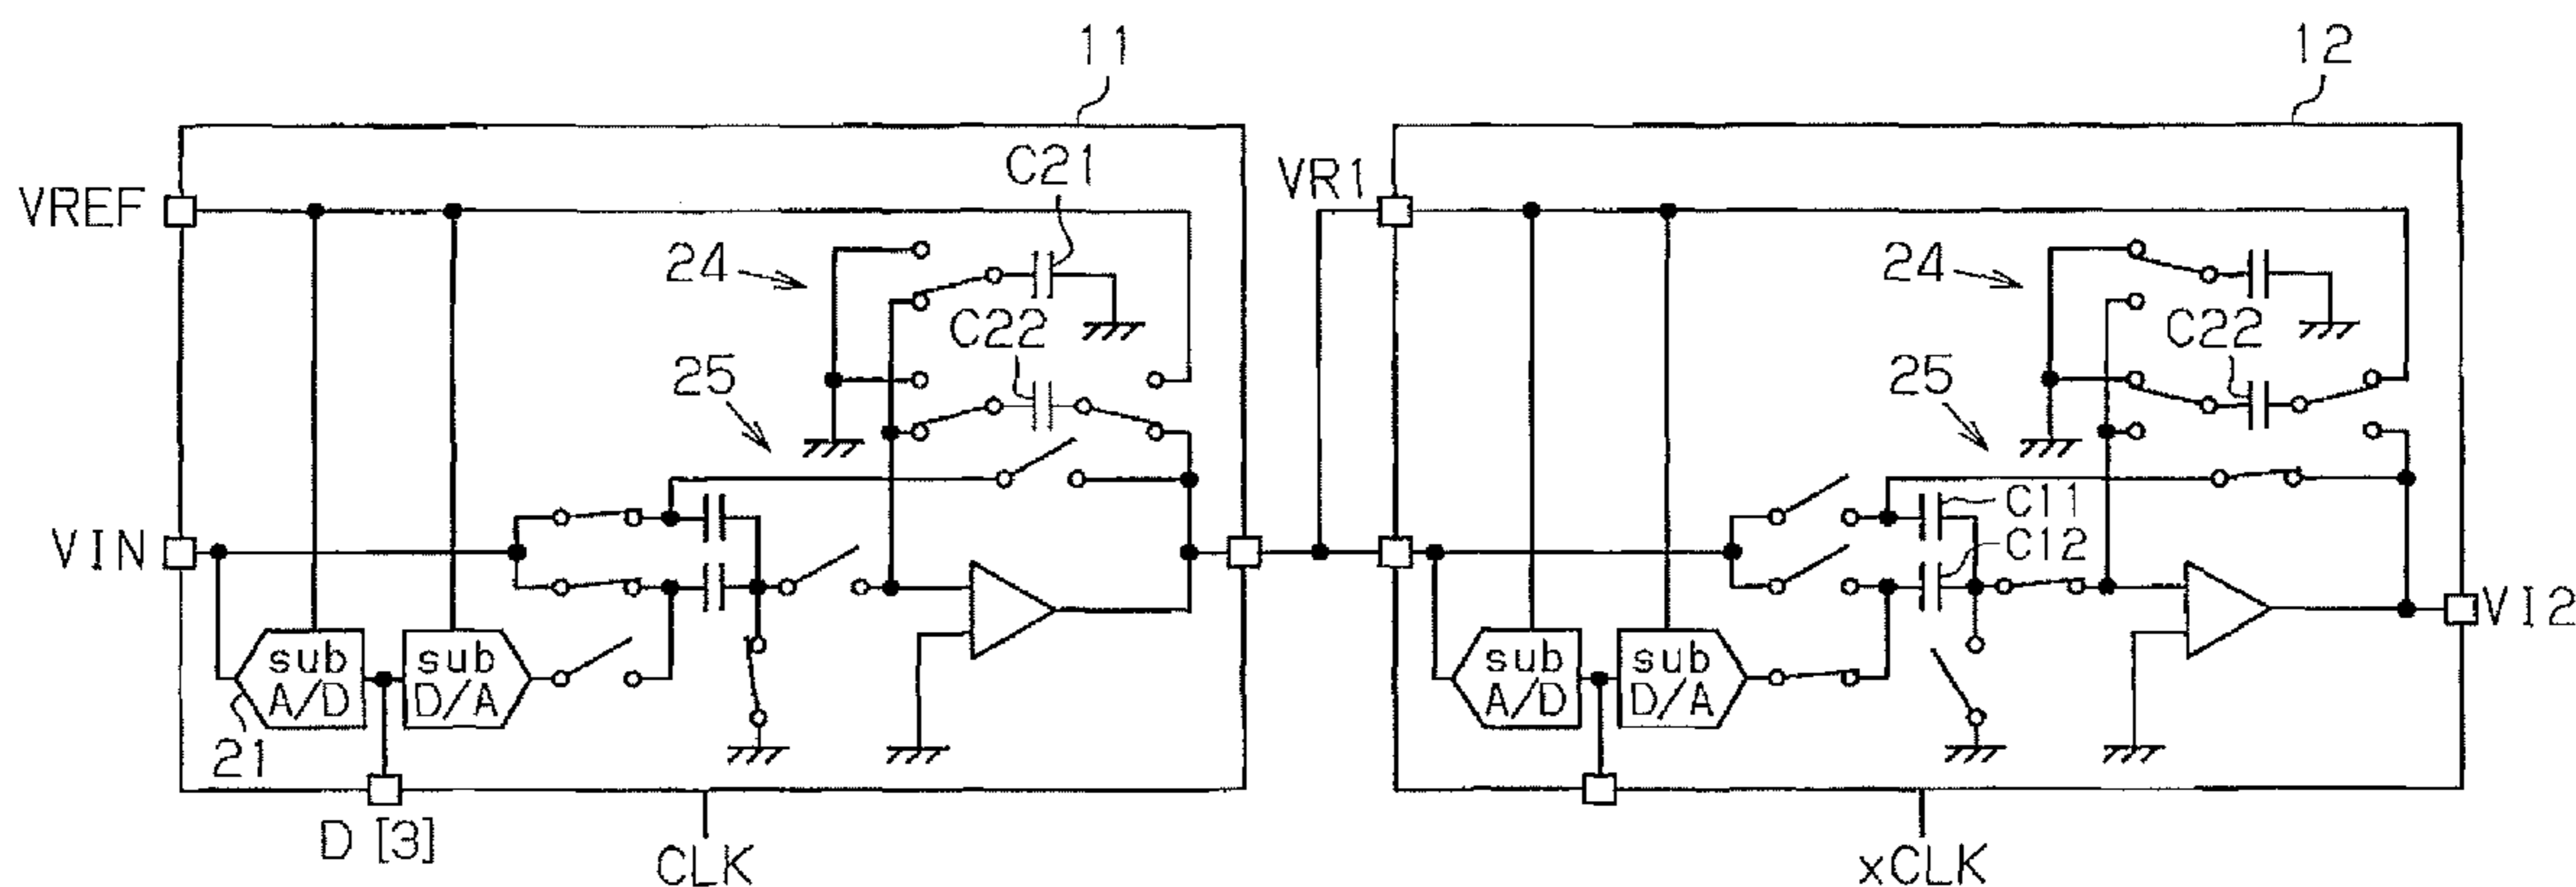 11
12
VREF
C21
VR1
24
24
C22
C22
25
25
C11
C12
VIN
VI2
sub A/D
sub D/A
sub A/D
sub D/A
21
D [3]
CLK
xCLK